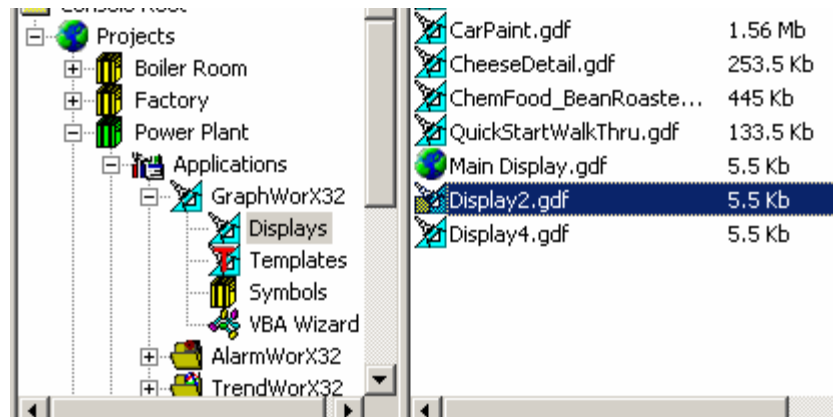 Console Root
Projects
Boiler Room
Factory
Power Plant
Applications
GraphWorX32
Displays
Templates
Symbols
VBA Wizard
AlarmWorX32
TrendWorX32
CarPaint.gdf 1.56 Mb
CheeseDetail.gdf 253.5 Kb
ChemFood_BeanRoaste... 445 Kb
QuickStartWalkThru.gdf 133.5 Kb
Main Display.gdf 5.5 Kb
Display2.gdf 5.5 Kb
Display4.gdf 5.5 Kb